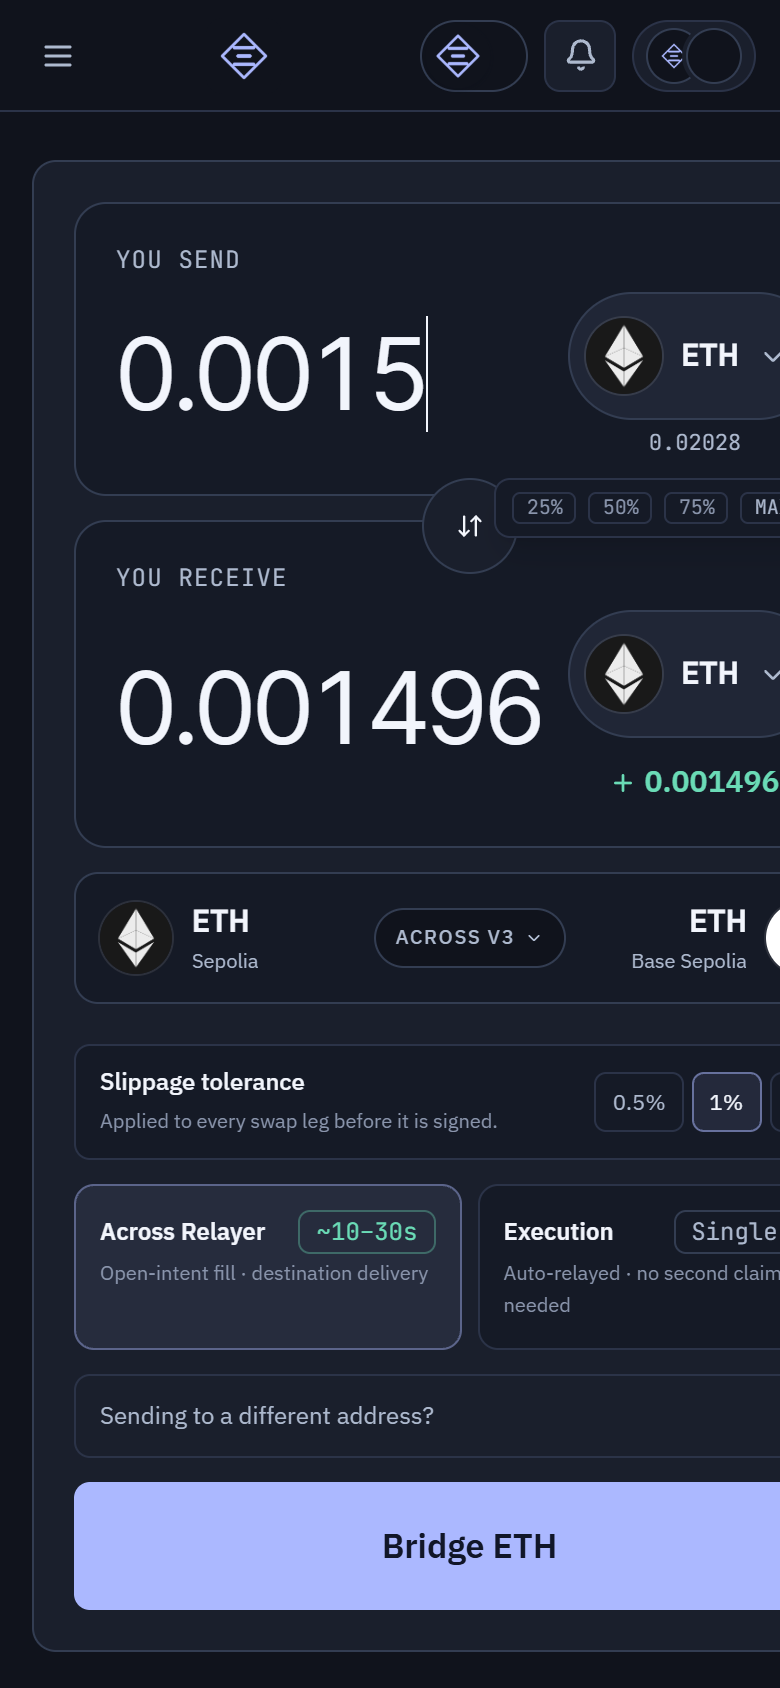 YOU SEND
0.0015
ETH
0.02028
25% 50% 75% MA
YOU RECEIVE
0.001496
ETH
+ 0.001496
ETH
Sepolia
ACROSS V3
ETH
Base Sepolia
Slippage tolerance
Applied to every swap leg before it is signed.
0.5% 1%
Across Relayer ~10–30s
Open-intent fill · destination delivery
Execution Single
Auto-relayed · no second claim
needed
Sending to a different address?
Bridge ETH